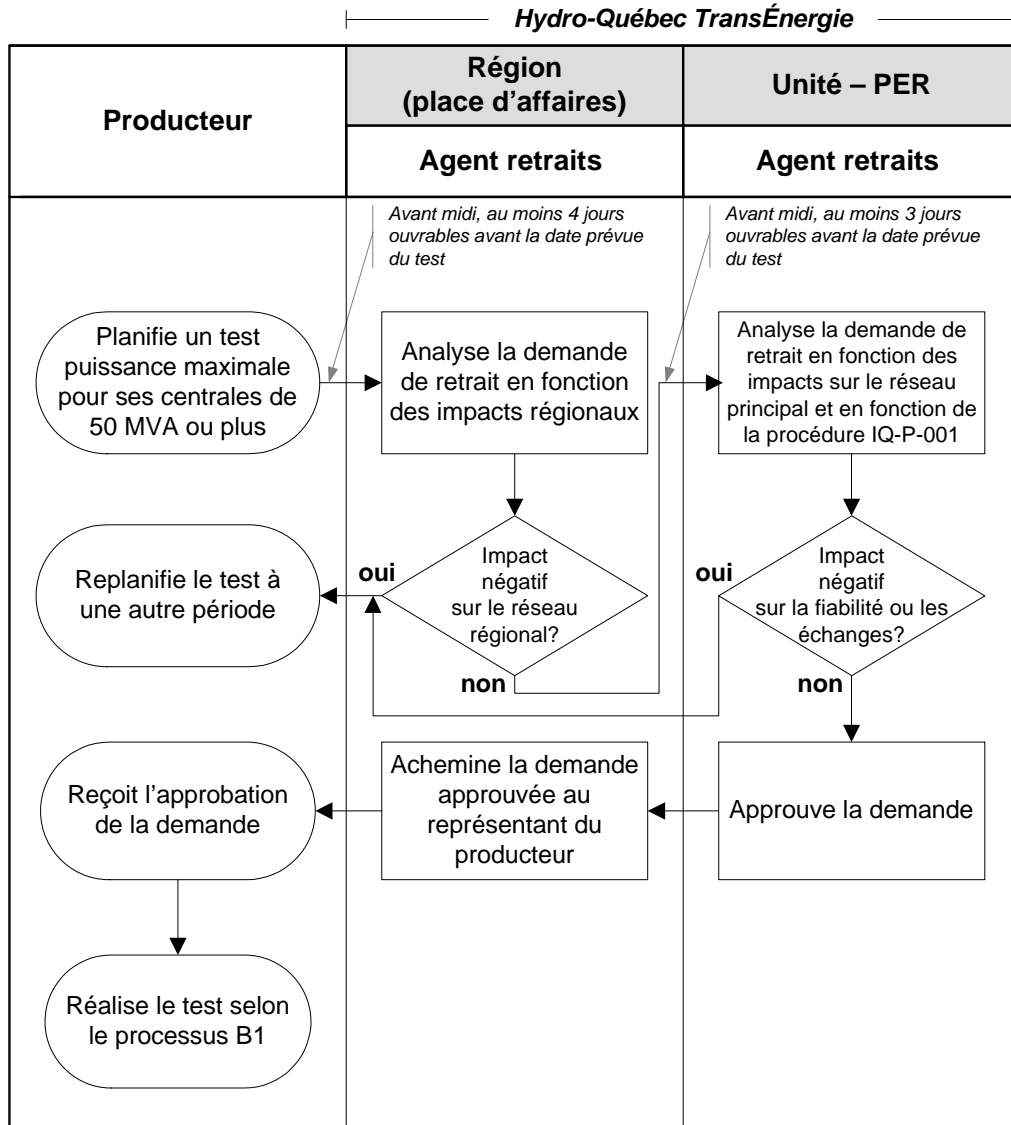 Hydro-Québec TransÉnergie
Producteur
Région
(place d'affaires)
Unité – PER
Agent retraits
Agent retraits
Avant midi, au moins 4 jours
ouvrables avant la date prévue
du test
Avant midi, au moins 3 jours
ouvrables avant la date prévue
du test
Planifie un test
puissance maximale
pour ses centrales de
50 MVA ou plus
Analyse la demande
de retrait en fonction
des impacts régionaux
Analyse la demande de
retrait en fonction des
impacts sur le réseau
principal et en fonction de
la procédure IQ-P-001
Replanifie le test à
une autre période
oui
Impact
négatif
sur le réseau
régional?
non
oui
Impact
négatif
sur la fiabilité ou les
échanges?
non
Reçoit l'approbation
de la demande
Achemine la demande
approuvée au
représentant du
producteur
Approuve la demande
Réalise le test selon
le processus B1